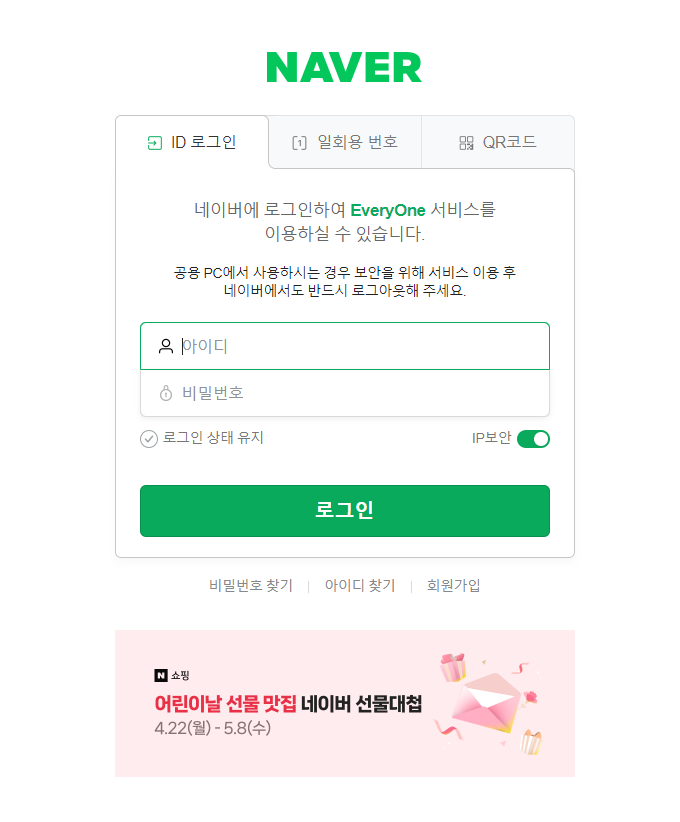 NAVER
ID 로그인
일회용 번호
QR코드
네이버에 로그인하여 EveryOne 서비스를
이용하실 수 있습니다.
공용 PC에서 사용하시는 경우 보안을 위해 서비스 이용 후
네이버에서도 반드시 로그아웃해 주세요.
아이디
비밀번호
로그인 상태 유지
IP보안
로그인
비밀번호 찾기
아이디 찾기
회원가입
N 쇼핑
어린이날 선물 맛집 네이버 선물대첩
4.22(월) - 5.8(수)